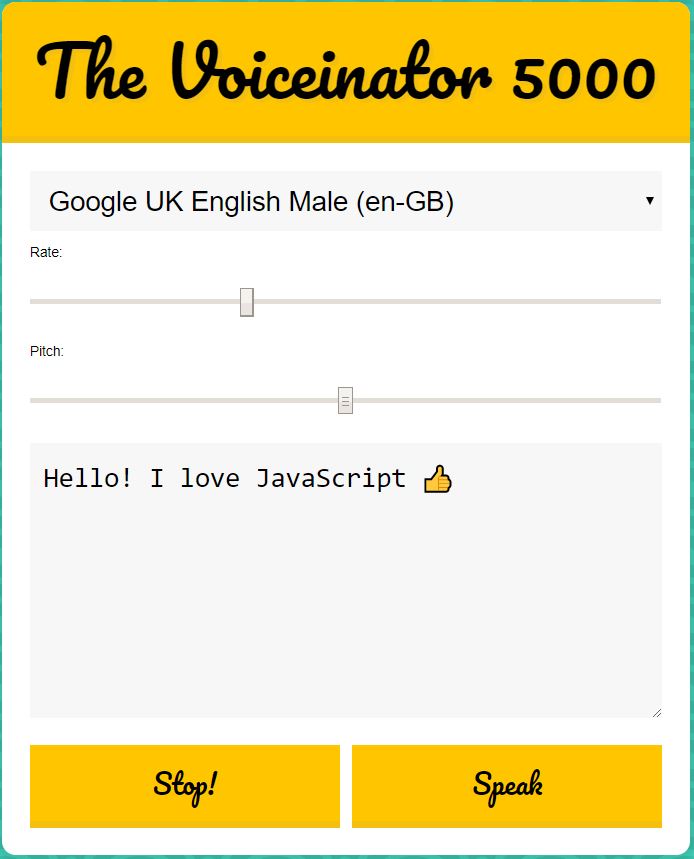 The Voiceinator 5000
Google UK English Male (en-GB)
Rate:
Pitch:
Hello! I love JavaScript 👍
Stop!
Speak